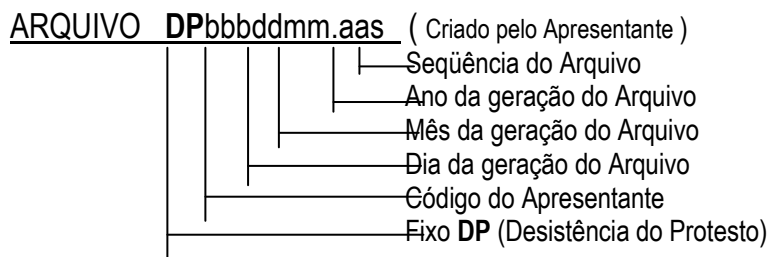 ARQUIVO DPbbbddmm.aas ( Criado pelo Apresentante )
Seqüência do Arquivo
Ano da geração do Arquivo
Mês da geração do Arquivo
Dia da geração do Arquivo
Código do Apresentante
Fixo DP (Desistência do Protesto)